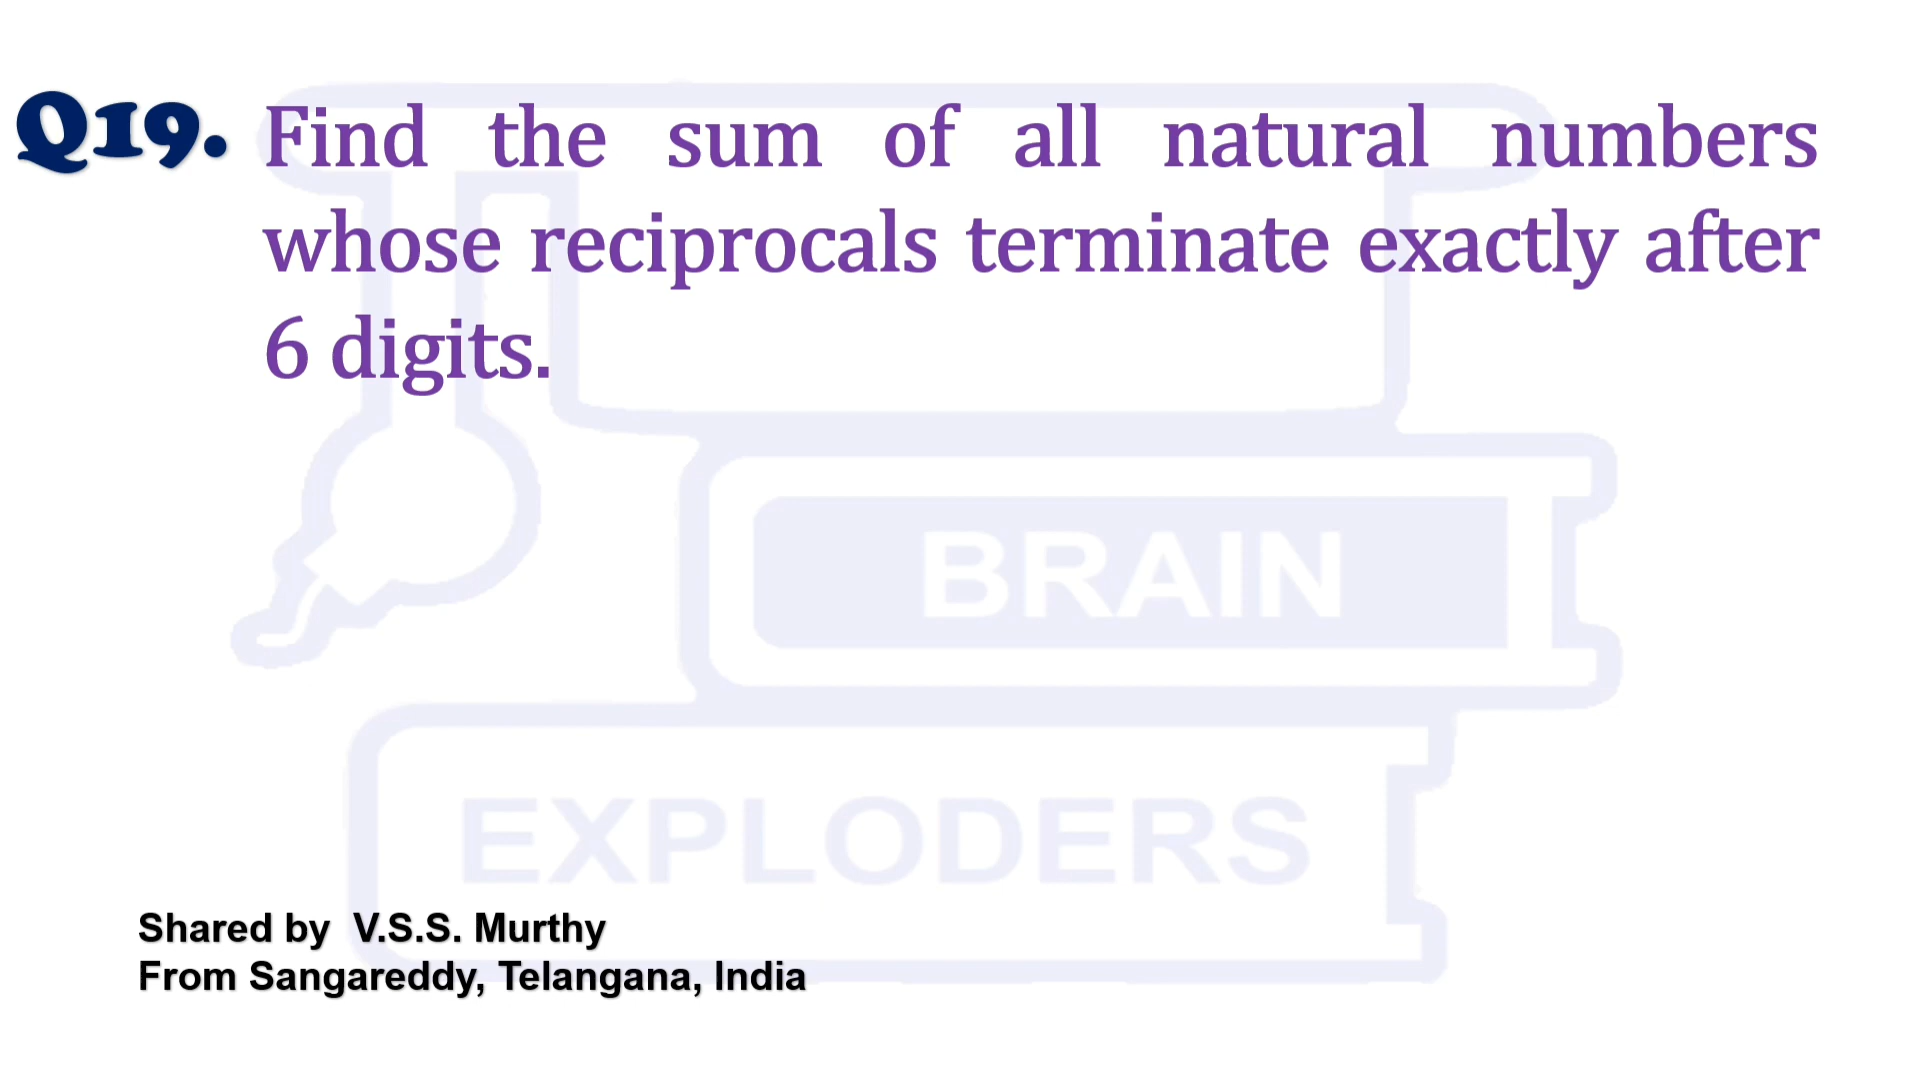 Q19. Find the sum of all natural numbers
whose reciprocals terminate exactly after
6 digits.
BRAIN
EXPLODERS
Shared by V.S.S. Murthy
From Sangareddy, Telangana, India